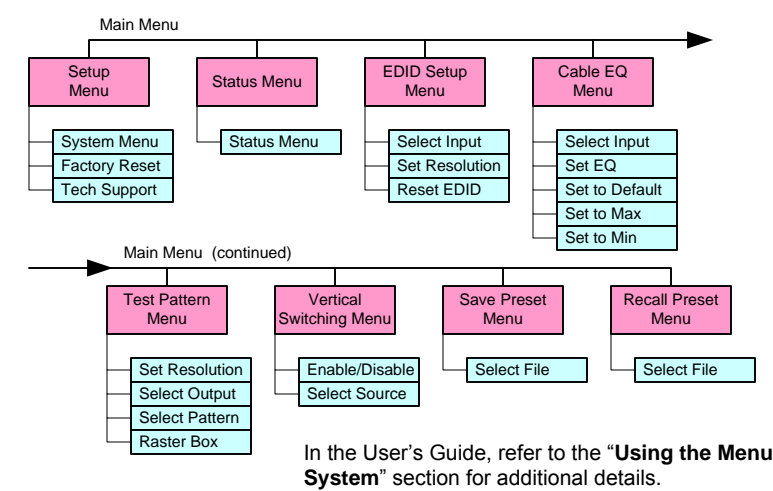 Main Menu
Setup
Menu
Status Menu
EDID Setup
Menu
Cable EQ
Menu
System Menu
Factory Reset
Tech Support
Status Menu
Select Input
Set Resolution
Reset EDID
Select Input
Set EQ
Set to Default
Set to Max
Set to Min
Main Menu (continued)
Test Pattern
Menu
Vertical
Switching Menu
Save Preset
Menu
Recall Preset
Menu
Set Resolution
Select Output
Select Pattern
Raster Box
Enable/Disable
Select Source
Select File
Select File
In the User’s Guide, refer to the “Using the Menu
System” section for additional details.